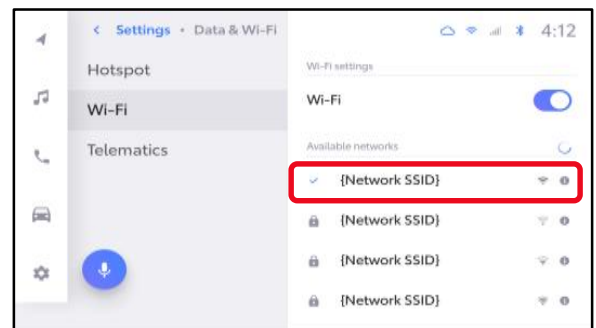 Settings • Data & Wi-Fi
4:12
Hotspot
Wi-Fi
Telematics
Wi-Fi settings
Wi-Fi
Available networks
{Network SSID}
{Network SSID}
{Network SSID}
{Network SSID}